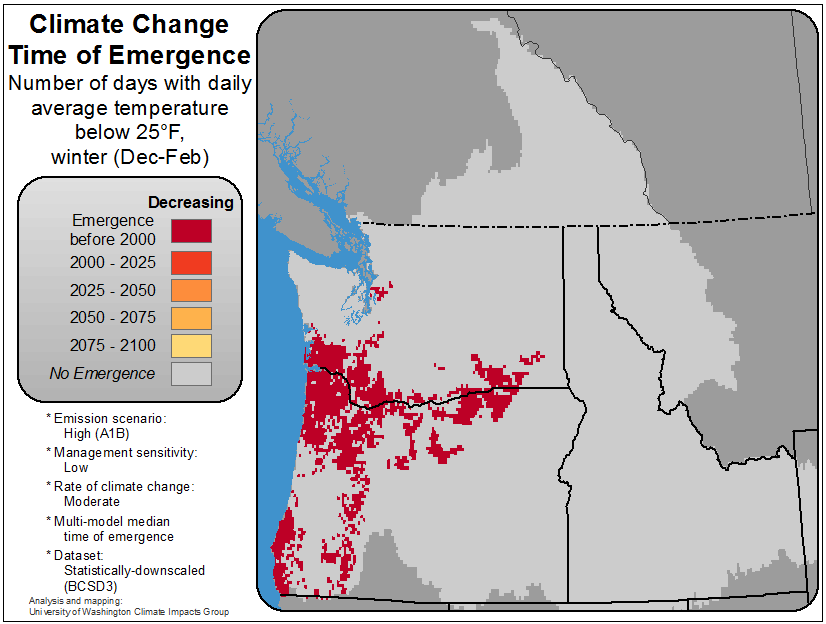 Climate Change
Time of Emergence
Number of days with daily
average temperature
below 25°F,
winter (Dec-Feb)
Decreasing
Emergence
before 2000
2000 - 2025
2025 - 2050
2050 - 2075
2075 - 2100
No Emergence
* Emission scenario:
High (A1B)
* Management sensitivity:
Low
* Rate of climate change:
Moderate
* Multi-model median
time of emergence
* Dataset:
Statistically-downscaled
(BCSD3)
Analysis and mapping:
University of Washington Climate Impacts Group